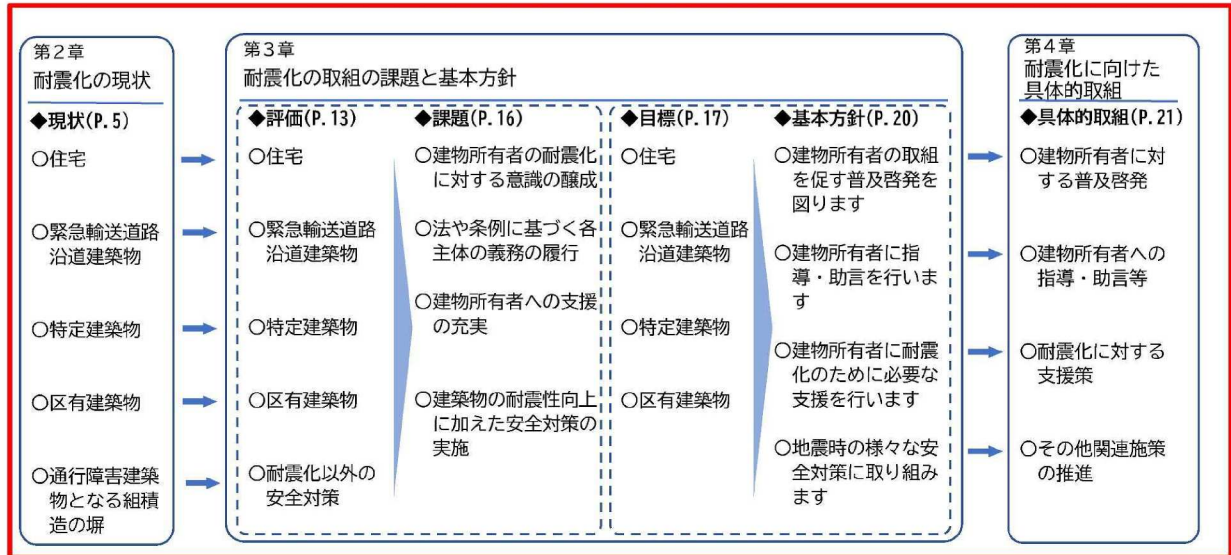 第2章
耐震化の現状
◆現状(P.5)
○住宅
○緊急輸送道路
沿道建築物
○特定建築物
○区有建築物
○通行障害建築
物となる組積
造の塀
第3章
耐震化の取組の課題と基本方針
◆評価(P.13)
○住宅
○緊急輸送道路
沿道建築物
○特定建築物
○区有建築物
○耐震化以外の
安全対策
◆課題(P.16)
○建物所有者の耐震化
に対する意識の醸成
○法や条例に基づく各
主体の義務の履行
○建物所有者への支援
の充実
○建築物の耐震性向上
に加えた安全対策の
実施
◆目標(P.17)
○住宅
○緊急輸送道路
沿道建築物
○特定建築物
○区有建築物
◆基本方針(P.20)
○建物所有者の取組
を促す普及啓発を
図ります
○建物所有者に指
導・助言を行いま
す
○建物所有者に耐震
化のために必要な
支援を行います
○地震時の様々な安
全対策に取り組み
ます
第4章
耐震化に向けた
具体的取組
◆具体的取組(P.21)
○建物所有者に対
する普及啓発
○建物所有者への
指導・助言等
○耐震化に対する
支援策
○その他関連施策
の推進